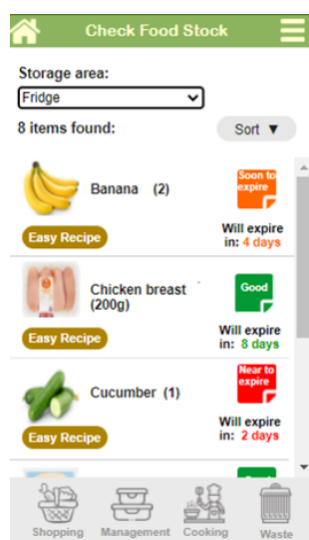 Check Food Stock
Storage area:
Fridge
8 items found:
Sort ▼
Banana (2)
Soon to
expire
Easy Recipe
Will expire
in: 4 days
Chicken breast
(200g)
Good
Easy Recipe
Will expire
in: 8 days
Cucumber (1)
Near to
expire
Easy Recipe
Will expire
in: 2 days
Shopping
Management
Cooking
Waste